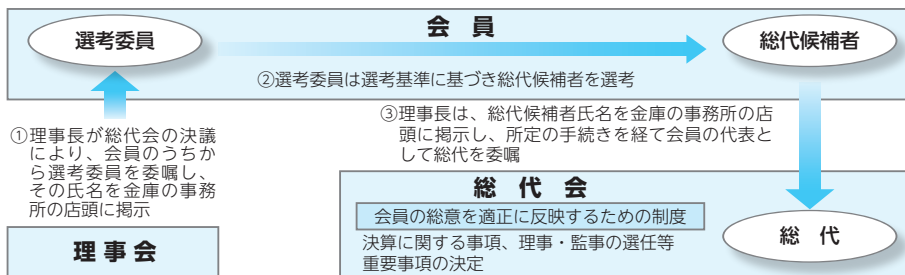 会 員
選考委員
総代候補者
②選考委員は選考基準に基づき総代候補者を選考
①理事長が総代会の決議
により、会員のうちか
ら選考委員を委嘱し、
その氏名を金庫の事務
所の店頭に掲示
③理事長は、総代候補者氏名を金庫の事務所の店
頭に掲示し、所定の手続きを経て会員の代表と
して総代を委嘱
理 事 会
総 代 会
会員の総意を適正に反映するための制度
決算に関する事項、理事・監事の選任等
重要事項の決定
総 代